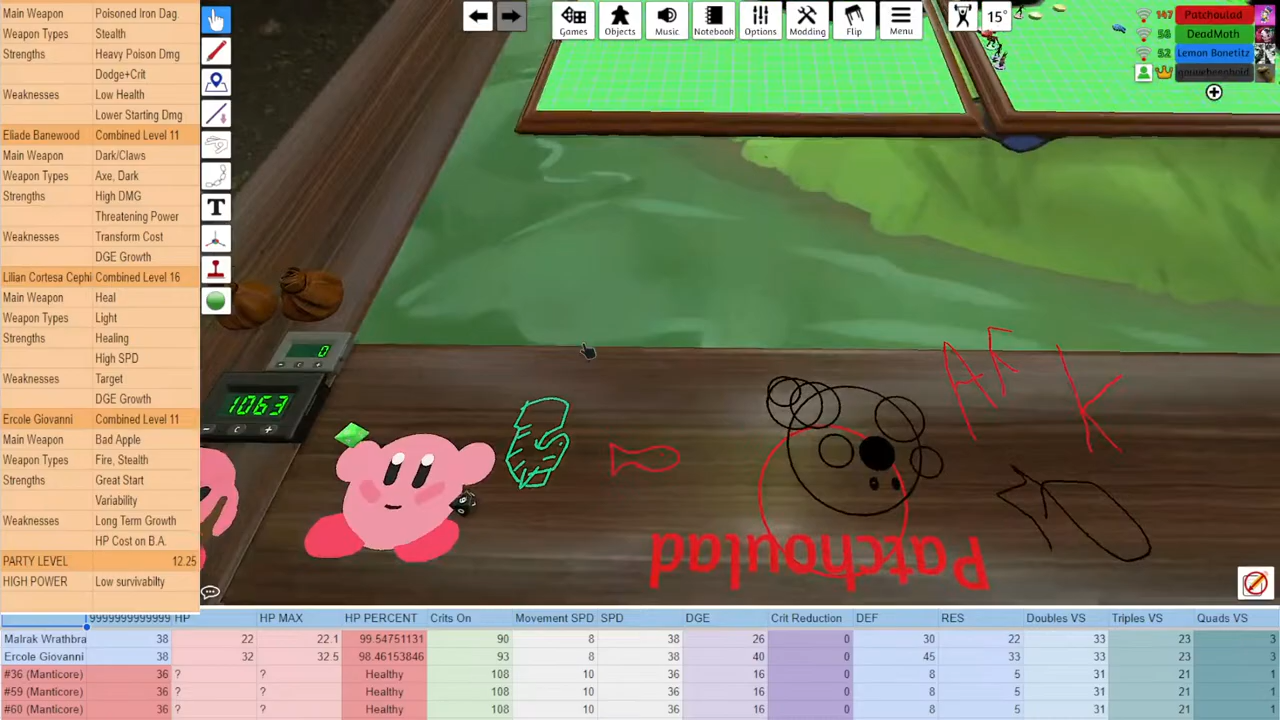 Main Weapon Poisoned Iron Dag.
Weapon Types Stealth
Strengths Heavy Poison Dmg
Dodge+Crit
Weaknesses Low Health
Lower Starting Dmg
Eliade Banewood Combined Level 11
Main Weapon Dark/Claws
Weapon Types Axe, Dark
Strengths High DMG
Threatening Power
Weaknesses Transform Cost
DGE Growth
Lilian Cortesa Cephi Combined Level 16
Main Weapon Heal
Weapon Types Light
Strengths Healing
High SPD
Weaknesses Target
DGE Growth
Ercole Giovanni Combined Level 11
Main Weapon Bad Apple
Weapon Types Fire, Stealth
Strengths Great Start
Variability
Weaknesses Long Term Growth
HP Cost on B.A.
PARTY LEVEL 12.25
HIGH POWER Low survivabilty
T
Games Objects Music Notebook Options Modding Flip Menu
15°
147 Patchoulad
58 DeadMoth
52 Lemon Bonetitz
0
1063
C
AFK
Patchoulad
9999999999999 HP HP MAX HP PERCENT Crits On Movement SPD SPD DGE Crit Reduction DEF RES Doubles VS Triples VS Quads VS
Malrak Wrathbra 38 22 22.1 99.54751131 90 8 38 26 0 30 22 33 23 3
Ercole Giovanni 38 32 32.5 98.46153846 93 8 38 40 0 45 33 33 23 3
#36 (Manticore) 36 ? ? Healthy 108 10 36 16 0 8 5 31 21 1
#59 (Manticore) 36 ? ? Healthy 108 10 36 16 0 8 5 31 21 1
#60 (Manticore) 36 ? ? Healthy 108 10 36 16 0 8 5 31 21 1